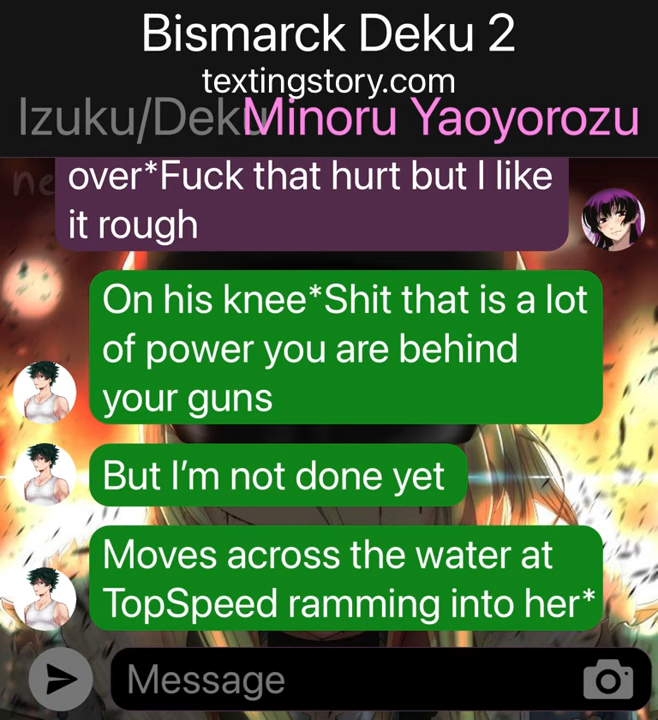 Bismarck Deku 2
textingstory.com
Izuku/Deku Minoru Yaoyorozu
ne
over*Fuck that hurt but I like
it rough
On his knee*Shit that is a lot
of power you are behind
your guns
But I'm not done yet
Moves across the water at
TopSpeed ramming into her*
Message